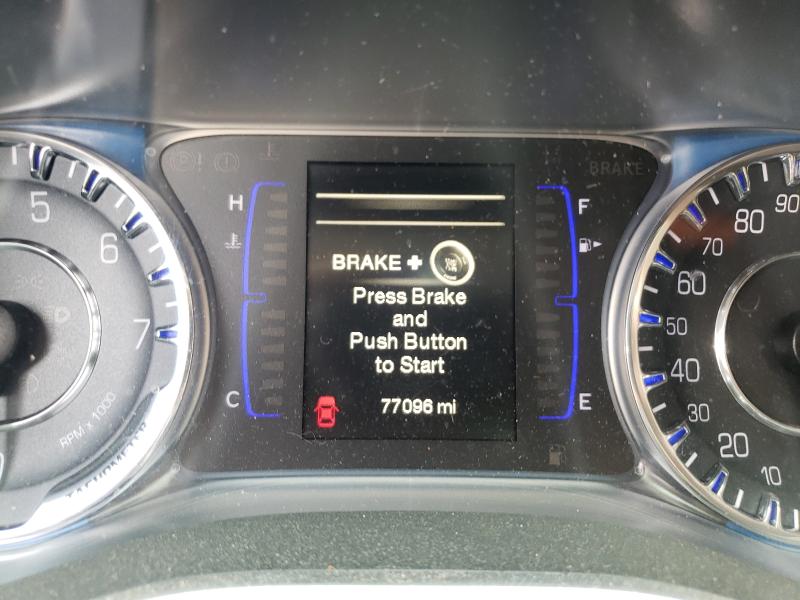 5
6
7
RPM x 1000
TACHOMETER
H
C
BRAKE +
Press Brake
and
Push Button
to Start
77096 mi
F
E
BRAKE
90
80
70
60
50
40
30
20
10